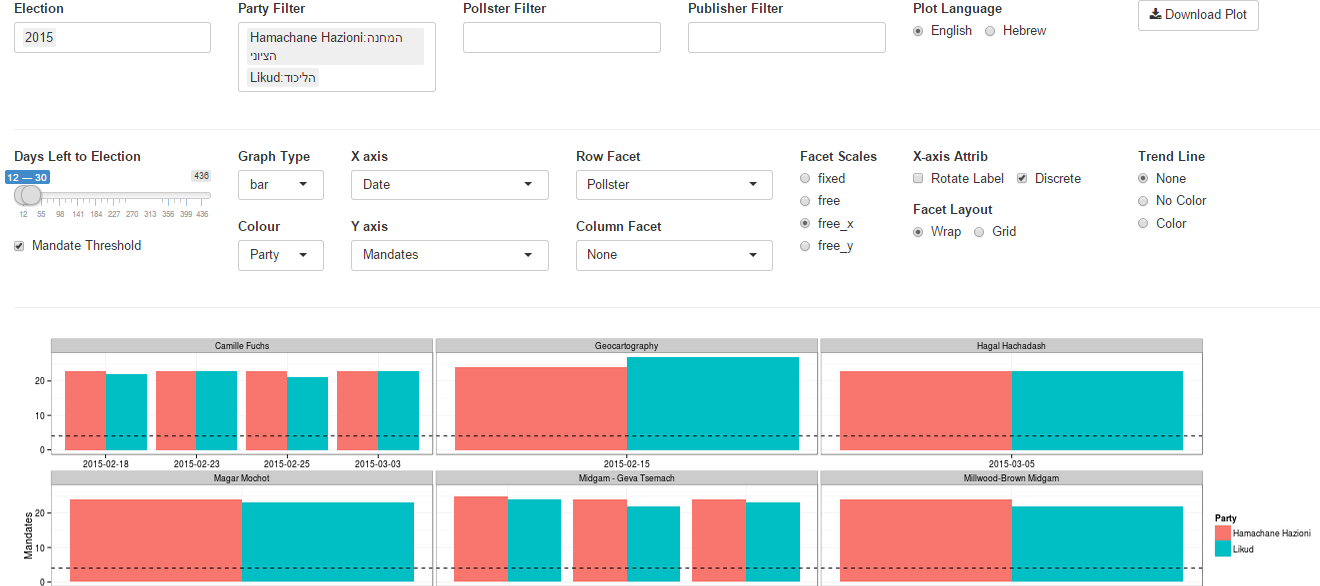 Election
Party Filter
Pollster Filter
Publisher Filter
Plot Language
Download Plot
2015
Hamachane Hazioni:המחנה
הציוני
Likud:הליכוד
English Hebrew
Days Left to Election
Graph Type
X axis
Row Facet
Facet Scales
X-axis Attrib
Trend Line
12 — 30 436
12 55 98 141 184 227 270 313 356 399 436
bar
Date
Pollster
fixed
free
free_x
free_y
Rotate Label Discrete
None
No Color
Color
Facet Layout
Wrap Grid
Mandate Threshold
Colour
Y axis
Column Facet
Party
Mandates
None
Camille Fuchs
Geocartography
Hagal Hachadash
20
10
0
2015-02-18 2015-02-23 2015-02-25 2015-03-03
2015-02-15
2015-03-05
Magar Mochot
Midgam - Geva Tsemach
Millwood-Brown Midgam
Mandates
20
10
0
Party
Hamachane Hazioni
Likud